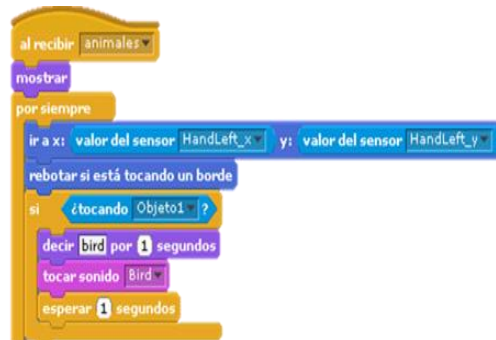 al recibir animales
mostrar
por siempre
ir a x: valor del sensor HandLeft_x y: valor del sensor HandLeft_y
rebotar si está tocando un borde
si ¿tocando Objeto1 ?
decir bird por 1 segundos
tocar sonido Bird
esperar 1 segundos